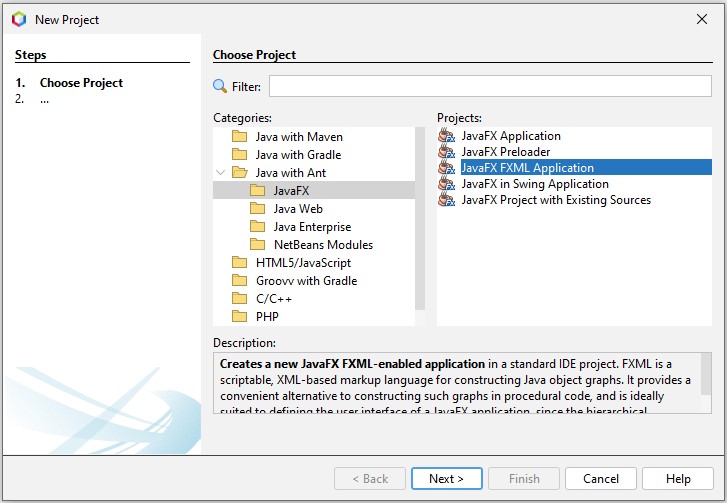 New Project
Steps
1. Choose Project
2. ...
Choose Project
Filter:
Categories:
Java with Maven
Java with Gradle
Java with Ant
JavaFX
Java Web
Java Enterprise
NetBeans Modules
HTML5/JavaScript
Groovy with Gradle
C/C++
PHP
Projects:
JavaFX Application
JavaFX Preloader
JavaFX FXML Application
JavaFX in Swing Application
JavaFX Project with Existing Sources
Description:
Creates a new JavaFX FXML-enabled application in a standard IDE project. FXML is a
scriptable, XML-based markup language for constructing Java object graphs. It provides a
convenient alternative to constructing such graphs in procedural code, and is ideally
suited to defining the user interface of a JavaFX application, since the hierarchical
< Back
Next >
Finish
Cancel
Help